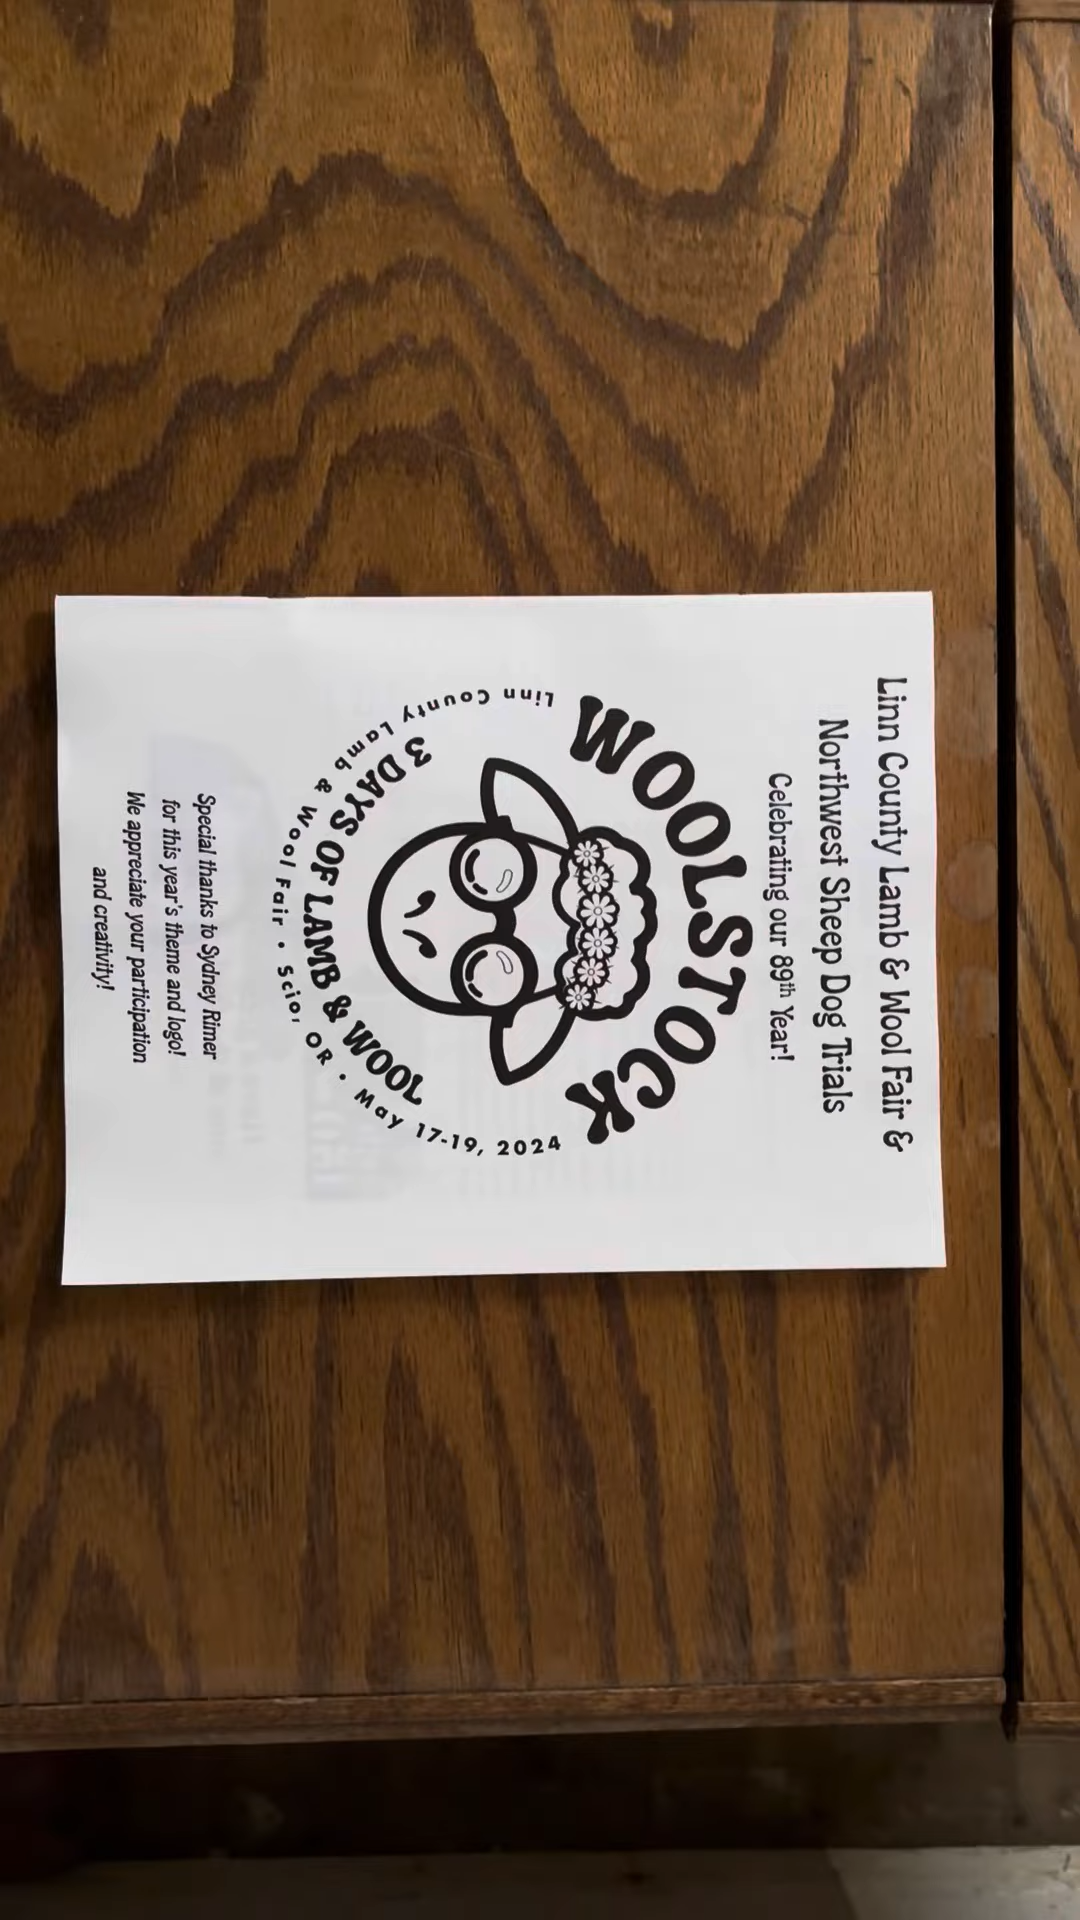 Linn County Lamb & Wool Fair &
Northwest Sheep Dog Trials
Celebrating our 89th Year!
WOOLSTOCK
3 DAYS OF LAMB & WOOL
Linn County Lamb & Wool Fair • Scio, OR • May 17-19, 2024
Special thanks to Sydney Rimer
for this year's theme and logo!
We appreciate your participation
and creativity!